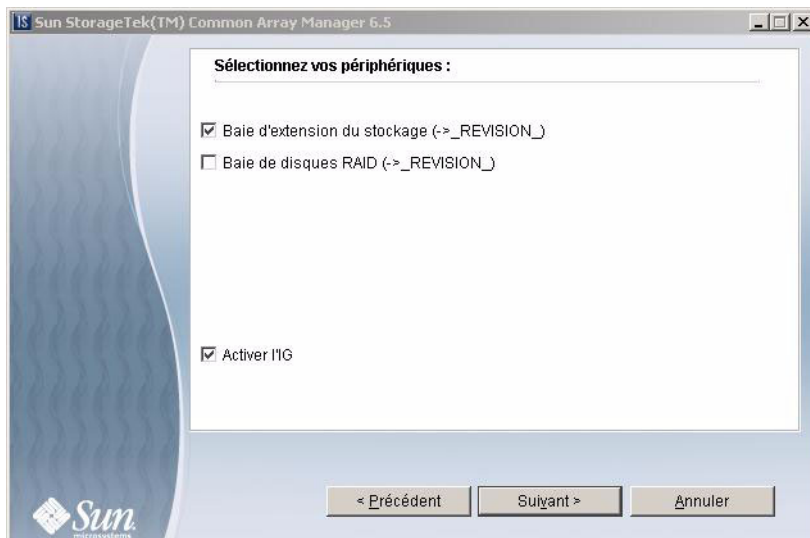 Sun StorageTek(TM) Common Array Manager 6.5
Sélectionnez vos périphériques :
Baie d'extension du stockage (->_REVISION_)
Baie de disques RAID (->_REVISION_)
Activer l'IG
< Précédent
Suivant >
Annuler
Sun
microsystems